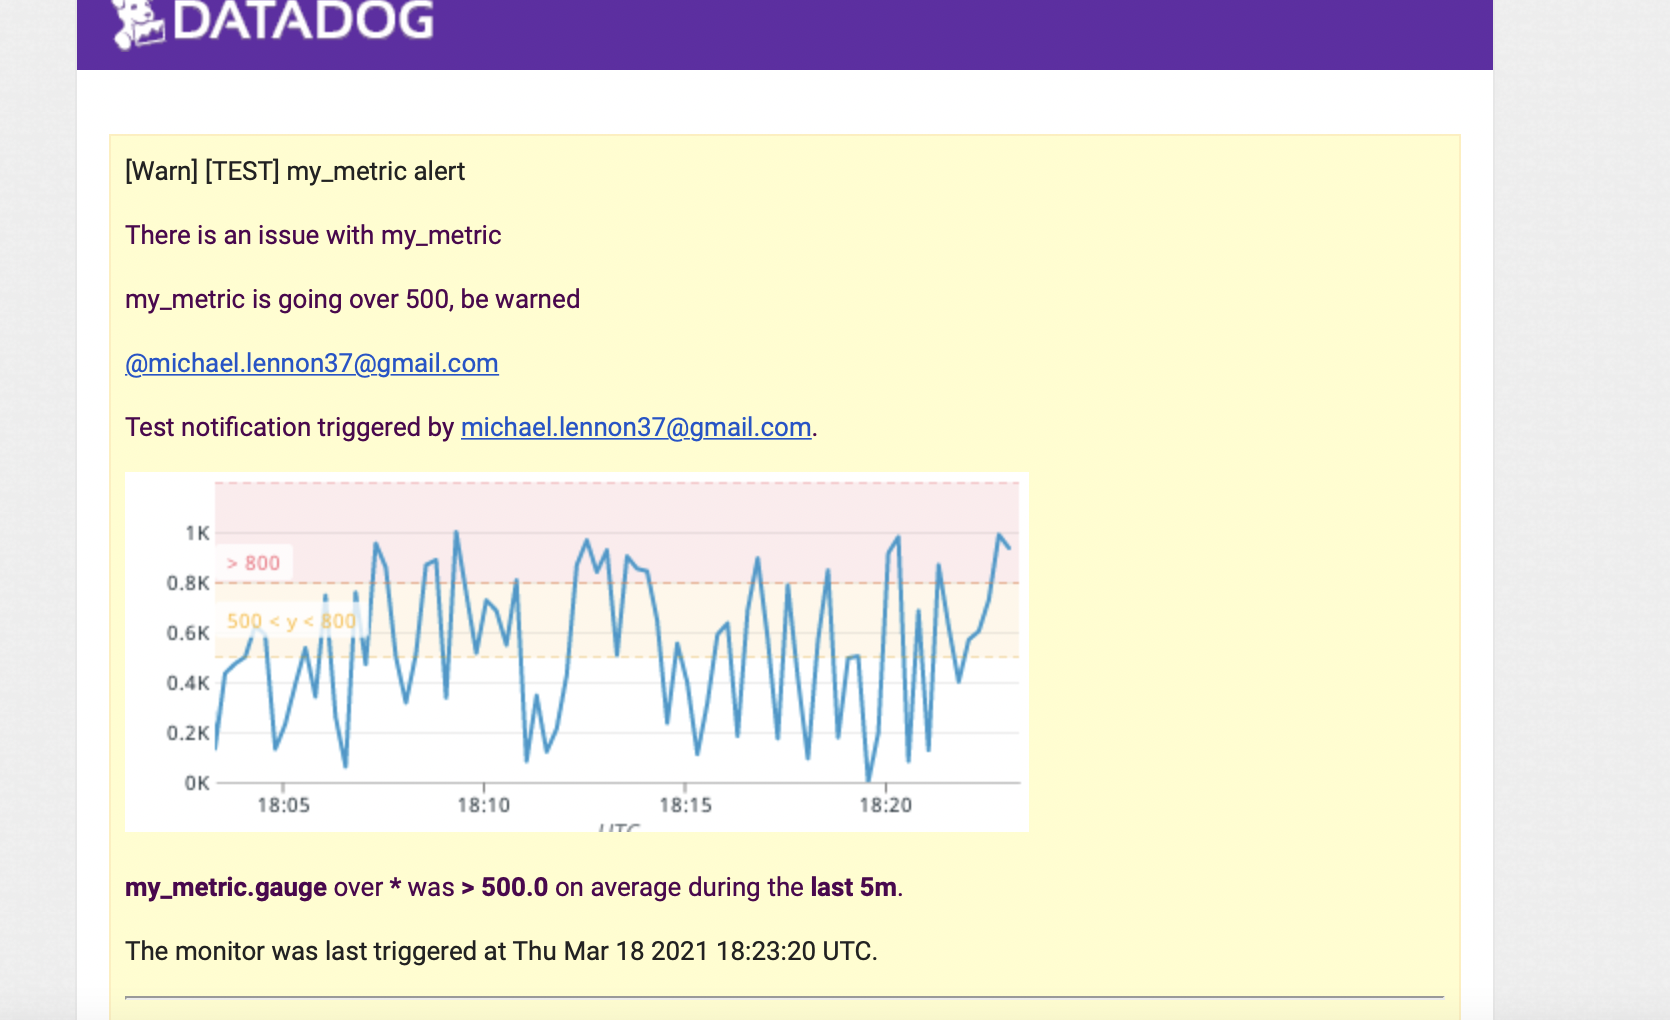 DATADOG
[Warn] [TEST] my_metric alert
There is an issue with my_metric
my_metric is going over 500, be warned
@michael.lennon37@gmail.com
Test notification triggered by michael.lennon37@gmail.com.
1K
> 800
0.8K
500 < y < 800
0.6K
0.4K
0.2K
0K
18:05 18:10 18:15 18:20
UTC
my_metric.gauge over * was > 500.0 on average during the last 5m.
The monitor was last triggered at Thu Mar 18 2021 18:23:20 UTC.